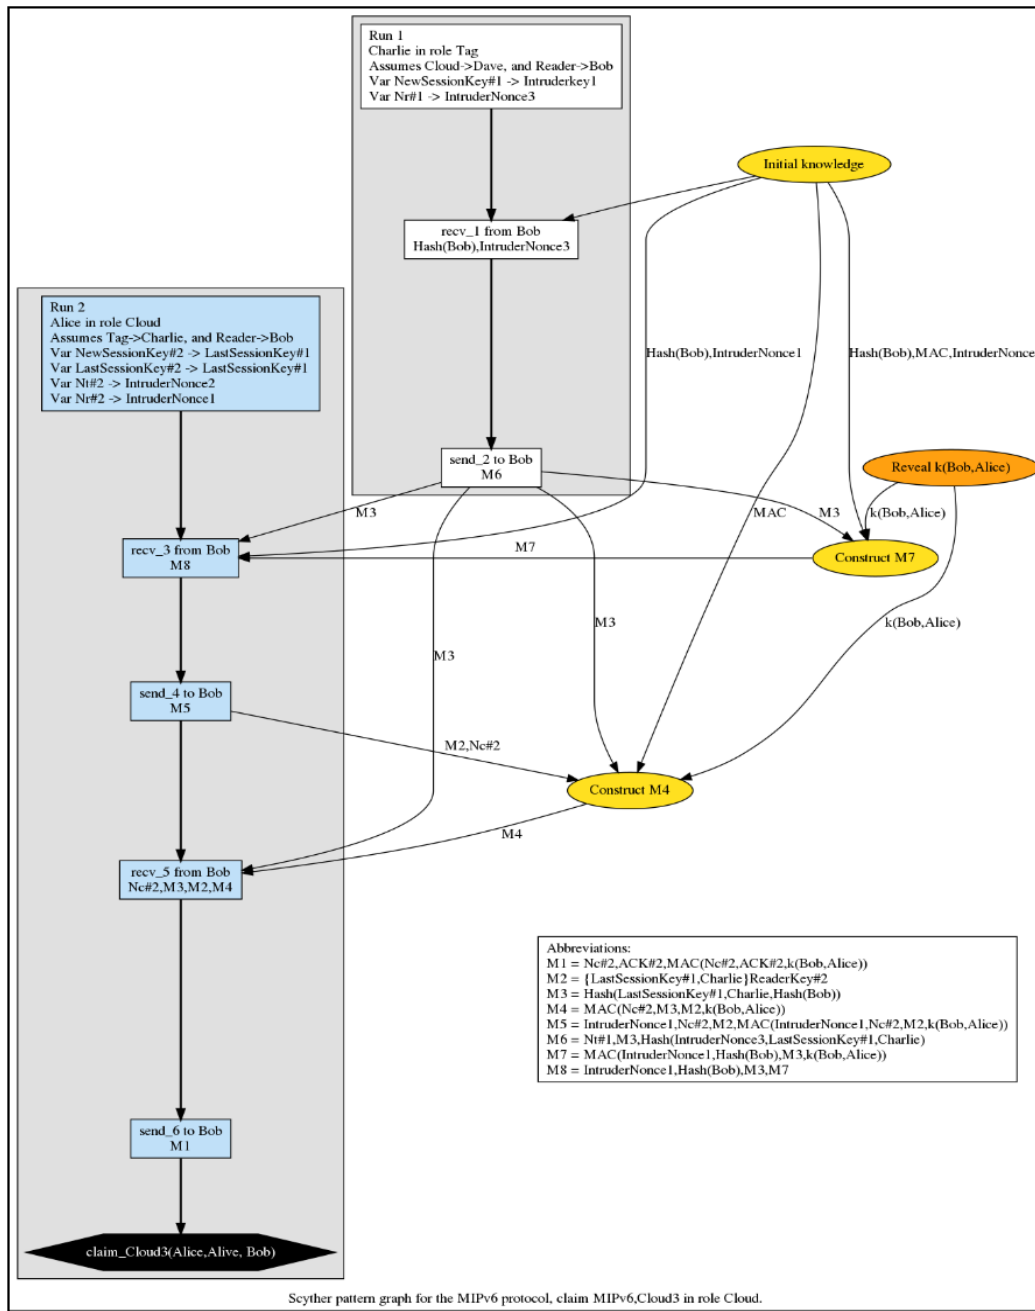 Run 1
Charlie in role Tag
Assumes Cloud->Dave, and Reader->Bob
Var NewSessionKey#1 -> Intruderkey1
Var Nr#1 -> IntruderNonce3
Initial knowledge
recv_1 from Bob
Hash(Bob),IntruderNonce3
Run 2
Alice in role Cloud
Assumes Tag->Charlie, and Reader->Bob
Var NewSessionKey#2 -> LastSessionKey#1
Var LastSessionKey#2 -> LastSessionKey#1
Var Nt#2 -> IntruderNonce2
Var Nr#2 -> IntruderNonce1
Hash(Bob),IntruderNonce1
Hash(Bob),MAC,IntruderNonce
send_2 to Bob
M6
Reveal k(Bob,Alice)
M3
MAC
M3
k(Bob,Alice)
recv_3 from Bob
M8
M7
Construct M7
M3
M3
k(Bob,Alice)
send_4 to Bob
M5
M2,Nc#2
Construct M4
M4
recv_5 from Bob
Nc#2,M3,M2,M4
Abbreviations:
M1 = Nc#2,ACK#2,MAC(Nc#2,ACK#2,k(Bob,Alice))
M2 = {LastSessionKey#1,Charlie}ReaderKey#2
M3 = Hash(LastSessionKey#1,Charlie,Hash(Bob))
M4 = MAC(Nc#2,M3,M2,k(Bob,Alice))
M5 = IntruderNonce1,Nc#2,M2,MAC(IntruderNonce1,Nc#2,M2,k(Bob,Alice))
M6 = Nt#1,M3,Hash(IntruderNonce3,LastSessionKey#1,Charlie)
M7 = MAC(IntruderNonce1,Hash(Bob),M3,k(Bob,Alice))
M8 = IntruderNonce1,Hash(Bob),M3,M7
send_6 to Bob
M1
claim_Cloud3(Alice,Alive, Bob)
Scyther pattern graph for the MIPv6 protocol, claim MIPv6,Cloud3 in role Cloud.